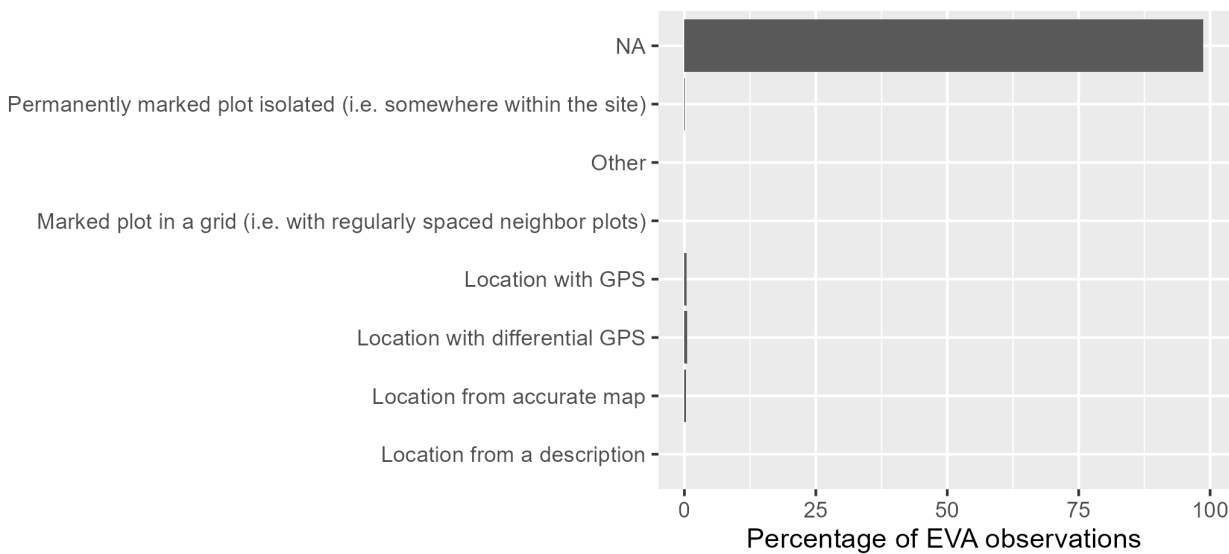 NA
Permanently marked plot isolated (i.e. somewhere within the site)
Other
Marked plot in a grid (i.e. with regularly spaced neighbor plots)
Location with GPS
Location with differential GPS
Location from accurate map
Location from a description
0 25 50 75 100
Percentage of EVA observations